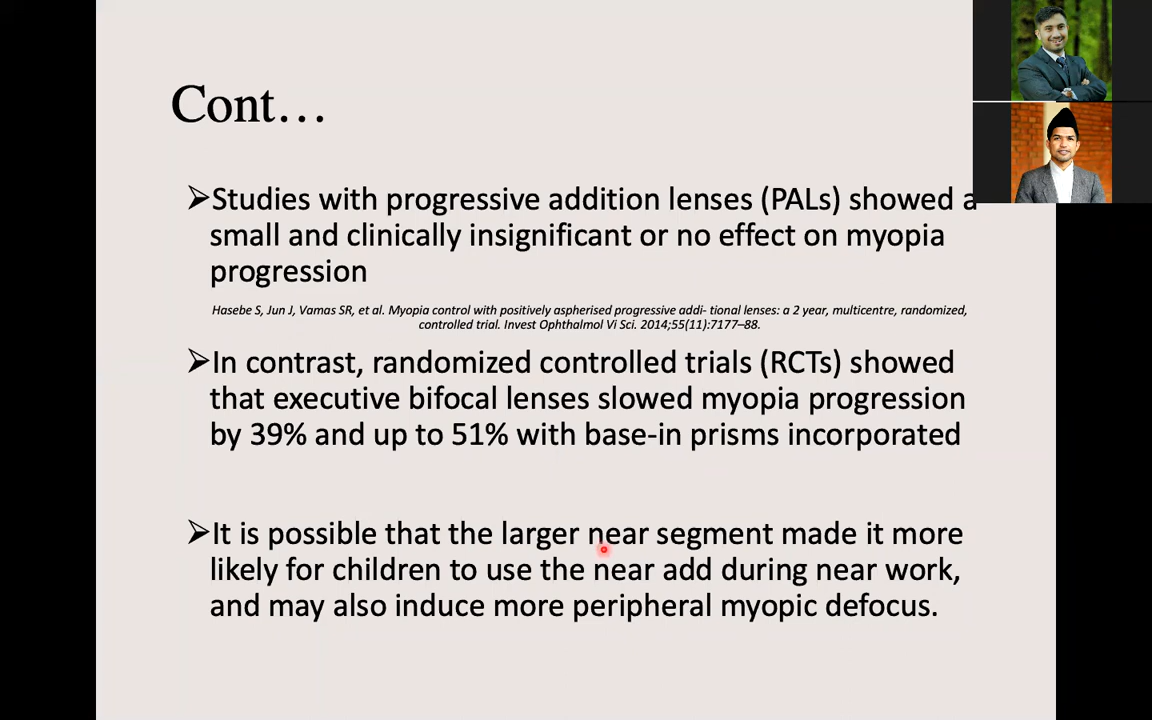 Cont...
➢Studies with progressive addition lenses (PALs) showed a
small and clinically insignificant or no effect on myopia
progression
Hasebe S, Jun J, Vamas SR, et al. Myopia control with positively aspherised progressive addi- tional lenses: a 2 year, multicentre, randomized,
controlled trial. Invest Ophthalmol Vi Sci. 2014;55(11):7177–88.
➢In contrast, randomized controlled trials (RCTs) showed
that executive bifocal lenses slowed myopia progression
by 39% and up to 51% with base-in prisms incorporated
➢It is possible that the larger near segment made it more
likely for children to use the near add during near work,
and may also induce more peripheral myopic defocus.